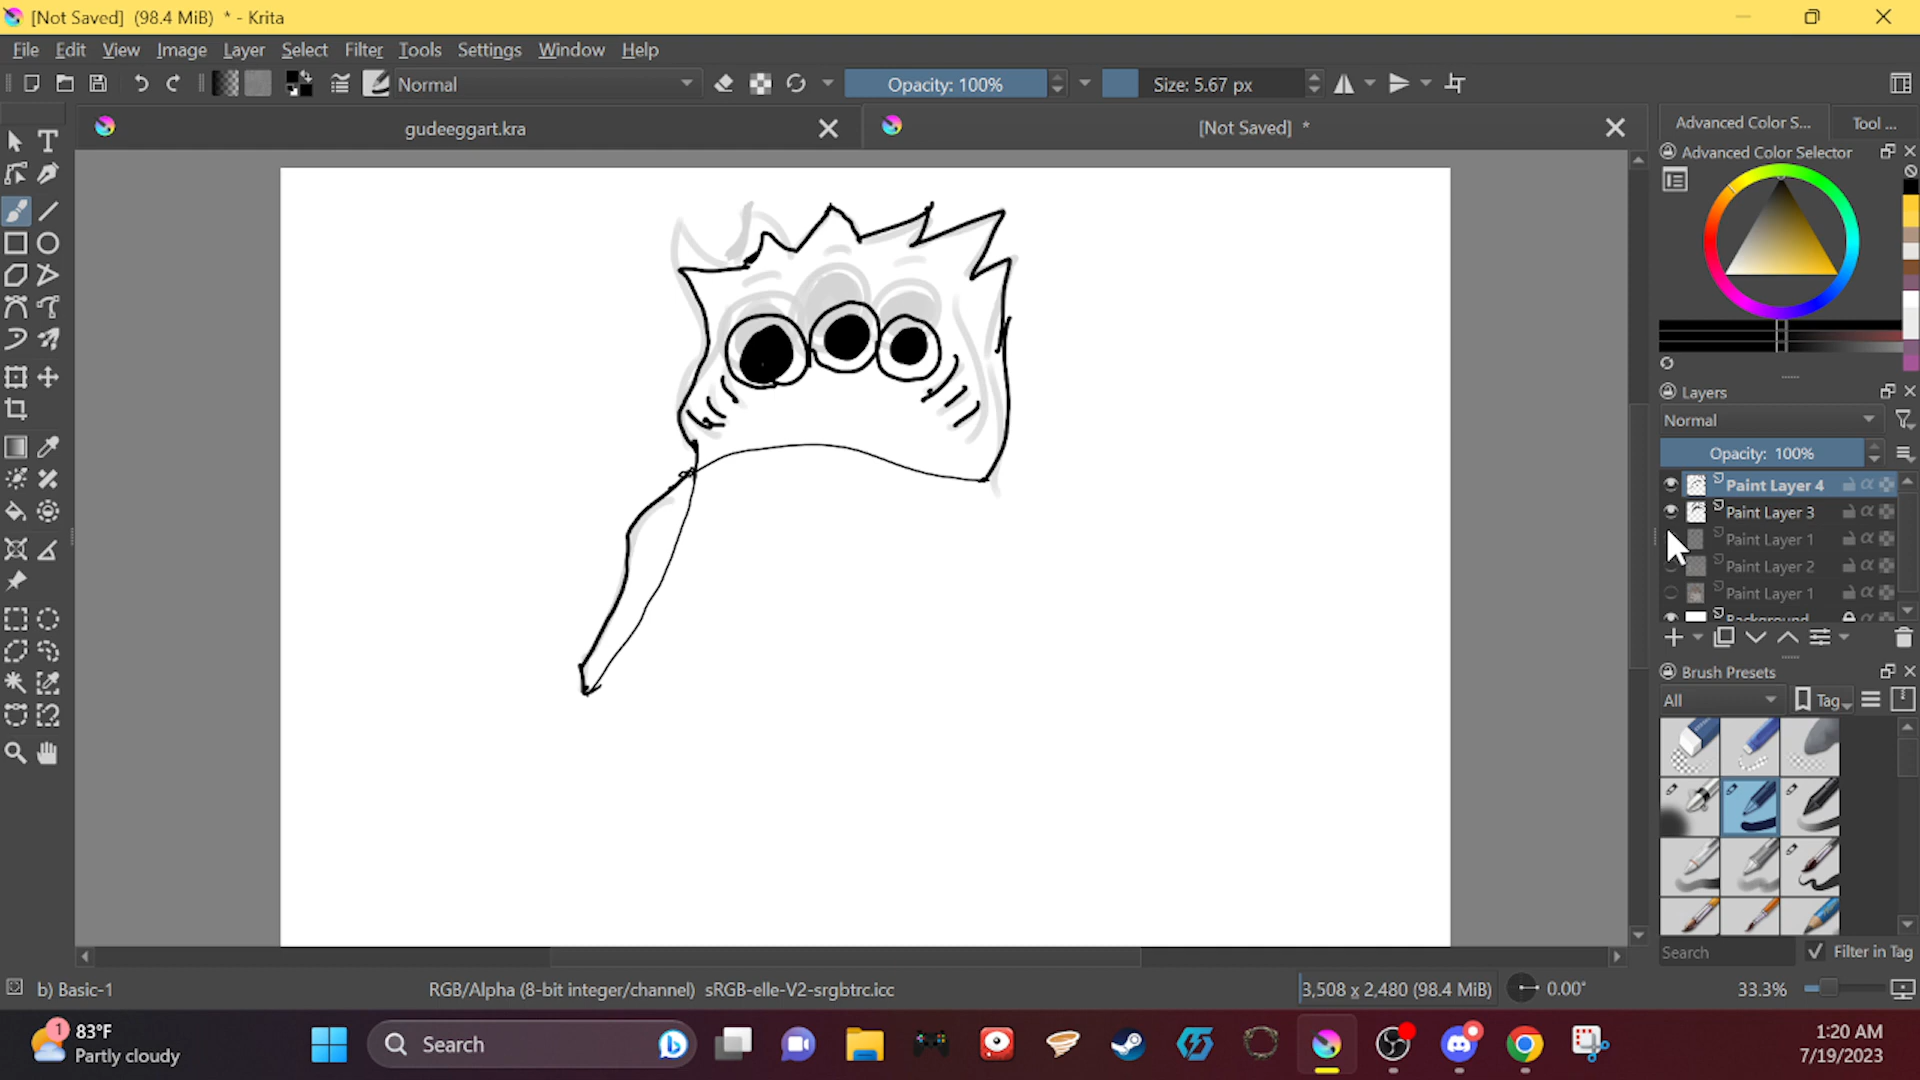 [Not Saved] (98.4 MiB) * - Krita
File Edit View Image Layer Select Filter Tools Settings Window Help
Normal Opacity: 100% Size: 5.67 px
gudeeggart.kra [Not Saved] *
Advanced Color S... Tool ...
Advanced Color Selector
Layers
Normal
Opacity: 100%
Paint Layer 4
Paint Layer 3
Paint Layer 1
Paint Layer 2
Paint Layer 1
Background
Brush Presets
All Tag
Search Filter in Tag
b) Basic-1 RGB/Alpha (8-bit integer/channel) sRGB-elle-V2-srgbtrc.icc 3,508 x 2,480 (98.4 MiB) 0.00° 33.3%
1 83°F
Partly cloudy
Search
1:20 AM
7/19/2023